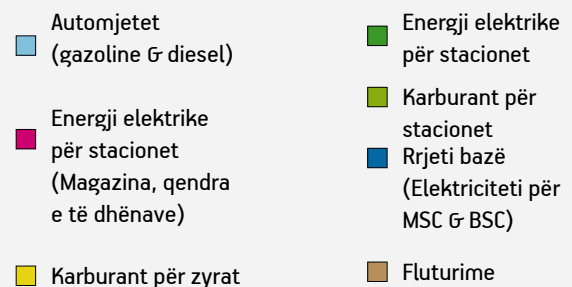 Automjetet
(gazoline & diesel)
Energji elektrike
për stacionet
(Magazina, qendra
e të dhënave)
Karburant për zyrat
Energji elektrike
për stacionet
Karburant për
stacionet
Rrjeti bazë
(Elektriciteti për
MSC & BSC)
Fluturime